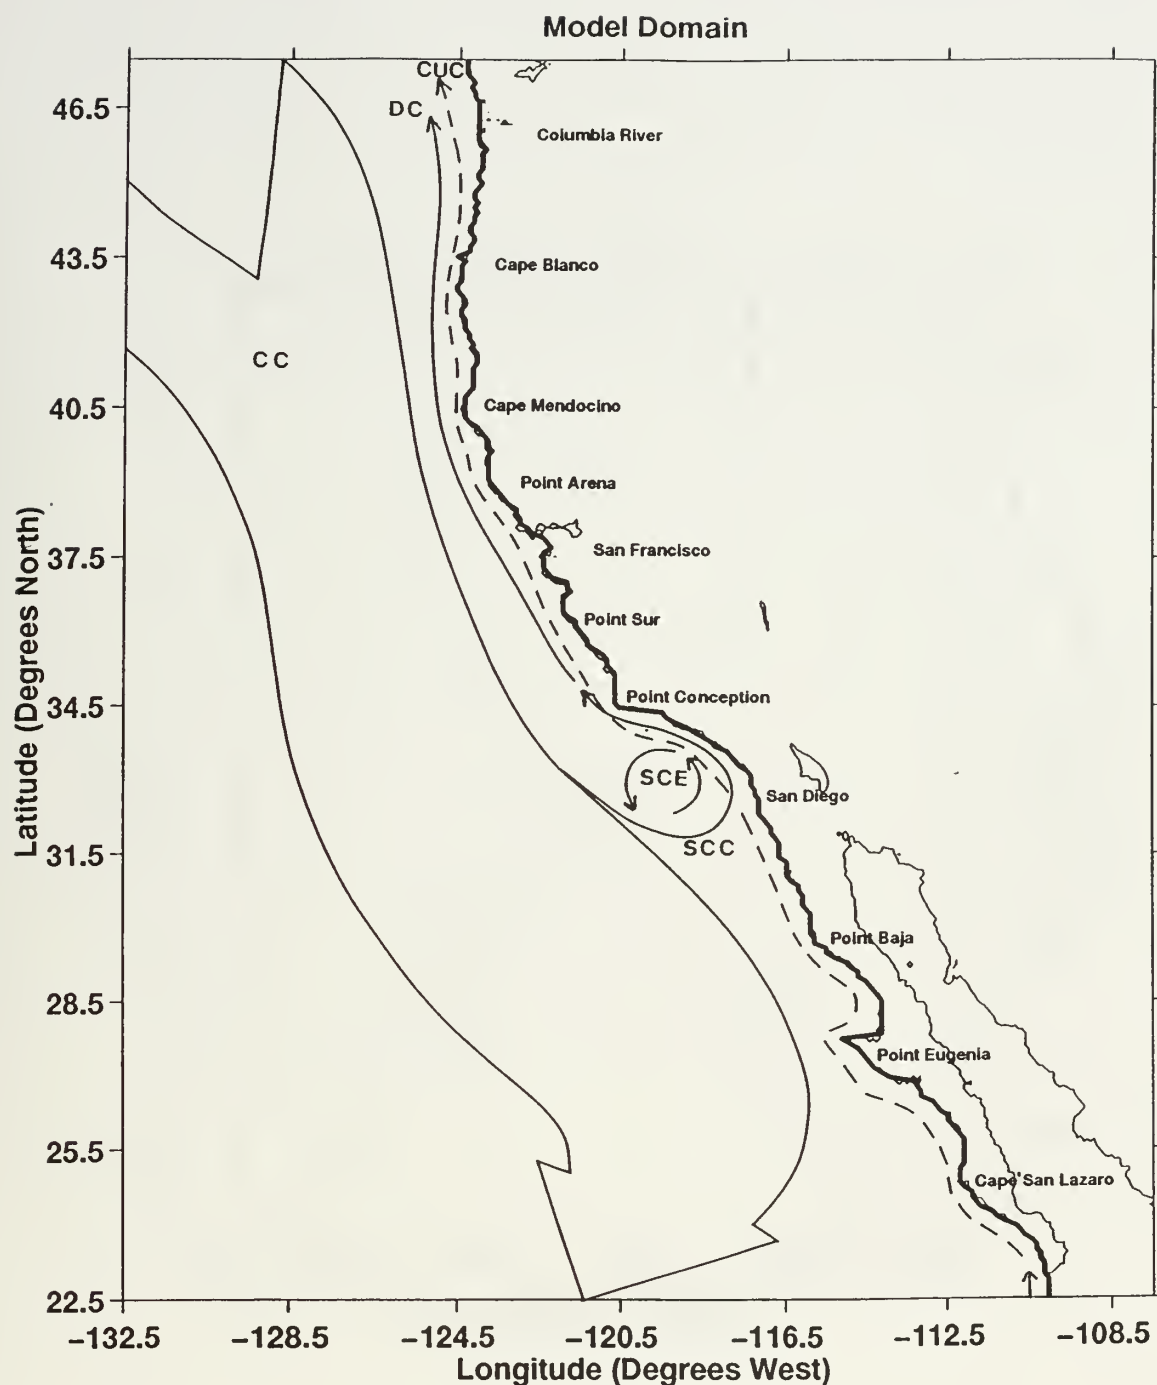 Model Domain
CUC
46.5
DC
Columbia River
43.5
Cape Blanco
CC
40.5
Cape Mendocino
Point Arena
37.5
San Francisco
Point Sur
34.5
Point Conception
SCE
San Diego
31.5
SCC
Point Baja
28.5
Point Eugenia
25.5
Cape San Lazaro
22.5
Latitude (Degrees North)
−132.5 −128.5 −124.5 −120.5 −116.5 −112.5 −108.5
Longitude (Degrees West)